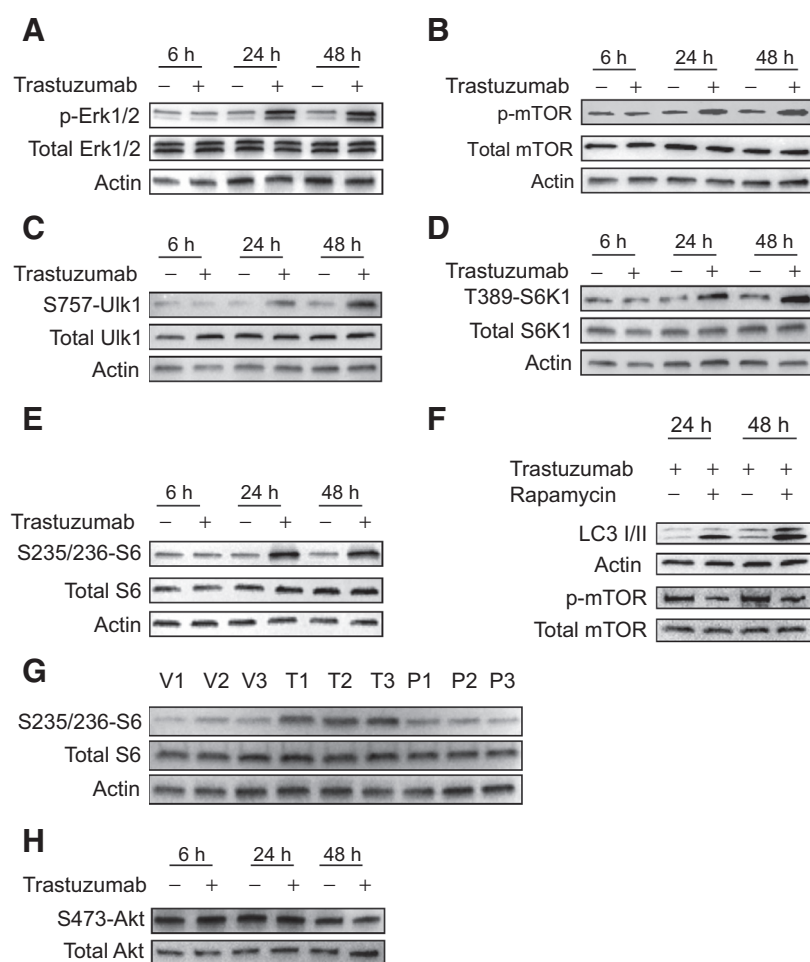 A
6 h 24 h 48 h
Trastuzumab – + – + – +
p-Erk1/2
Total Erk1/2
Actin
B
6 h 24 h 48 h
Trastuzumab – + – + – +
p-mTOR
Total mTOR
Actin
C
6 h 24 h 48 h
Trastuzumab – + – + – +
S757-Ulk1
Total Ulk1
Actin
D
6 h 24 h 48 h
Trastuzumab – + – + – +
T389-S6K1
Total S6K1
Actin
E
6 h 24 h 48 h
Trastuzumab – + – + – +
S235/236-S6
Total S6
Actin
F
24 h 48 h
Trastuzumab + + + +
Rapamycin – + – +
LC3 I/II
Actin
p-mTOR
Total mTOR
G
V1 V2 V3 T1 T2 T3 P1 P2 P3
S235/236-S6
Total S6
Actin
H
6 h 24 h 48 h
Trastuzumab – + – + – +
S473-Akt
Total Akt